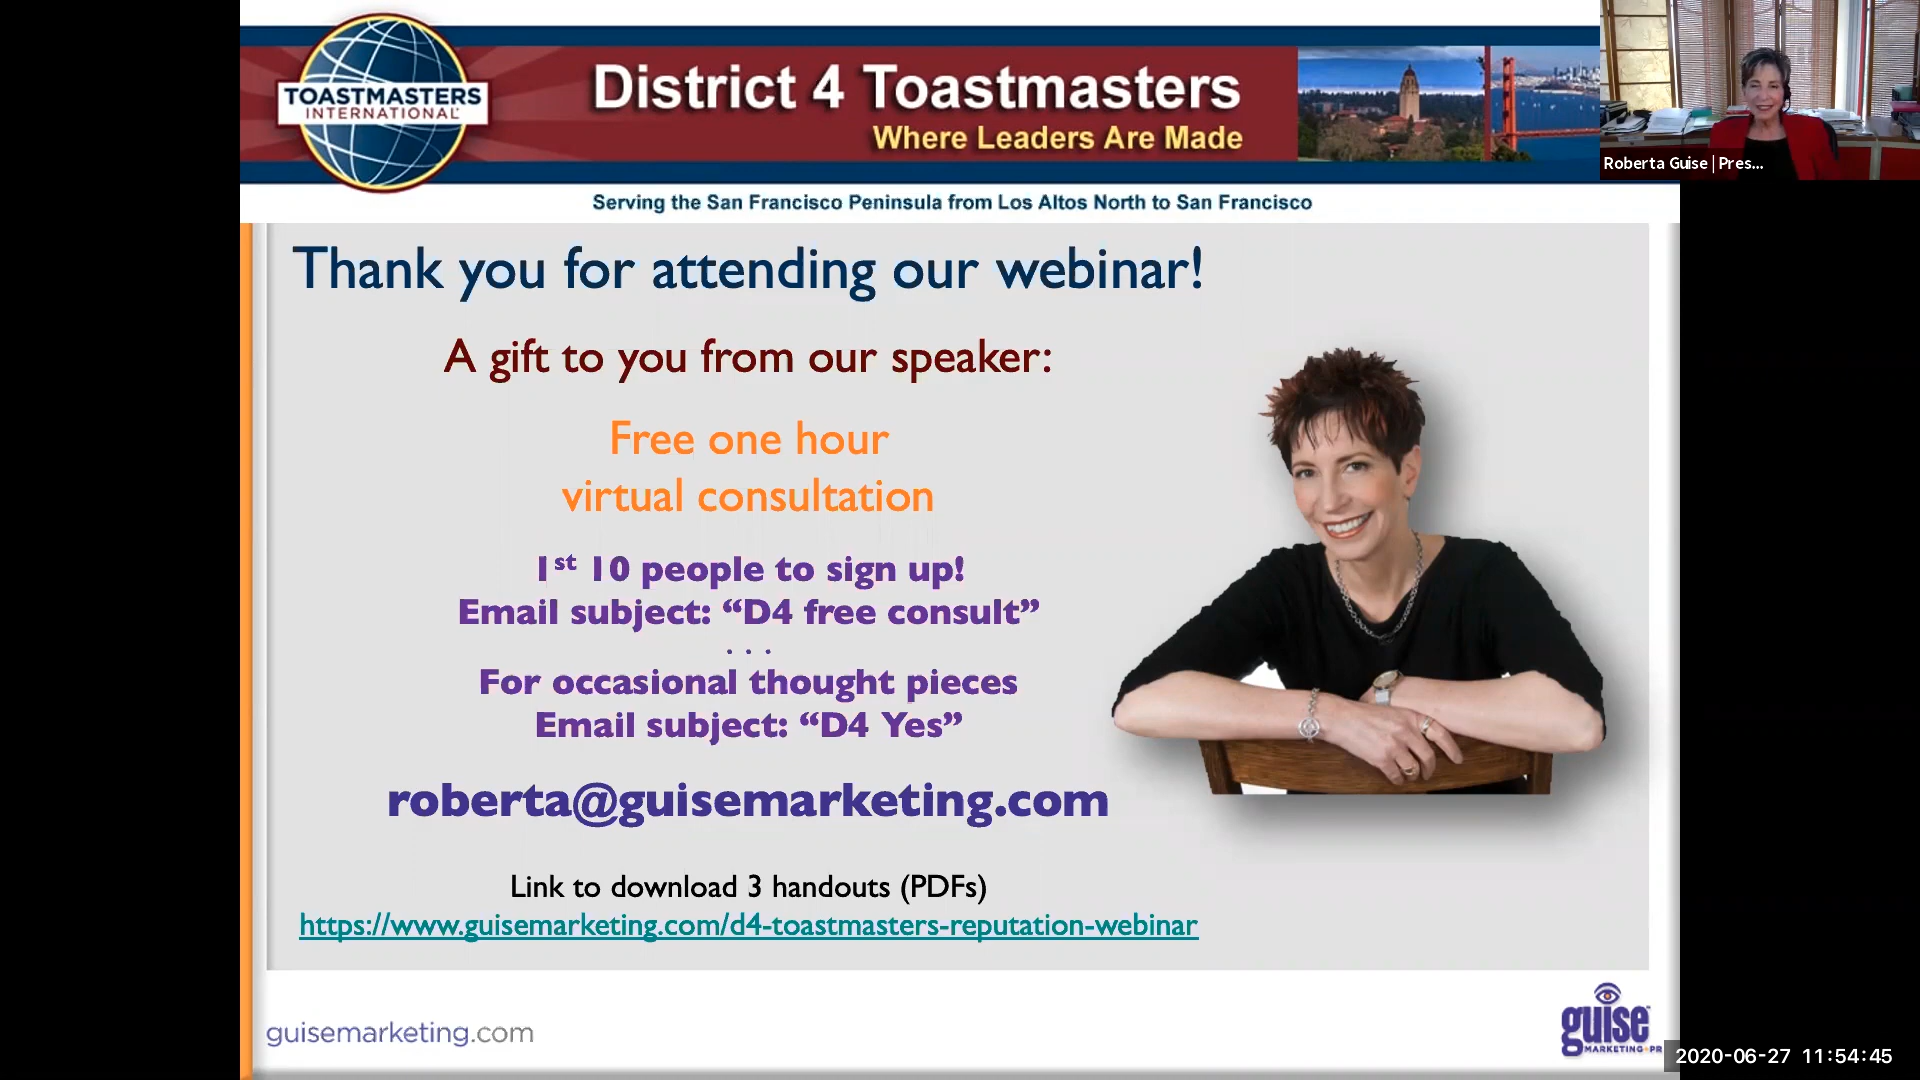 TOASTMASTERS
INTERNATIONAL
District 4 Toastmasters
Where Leaders Are Made
Serving the San Francisco Peninsula from Los Altos North to San Francisco
Roberta Guise | Pres...
Thank you for attending our webinar!
A gift to you from our speaker:
Free one hour
virtual consultation
1st 10 people to sign up!
Email subject: “D4 free consult”
. . .
For occasional thought pieces
Email subject: “D4 Yes”
roberta@guisemarketing.com
Link to download 3 handouts (PDFs)
https://www.guisemarketing.com/d4-toastmasters-reputation-webinar
guisemarketing.com
guise
MARKETING+PR
2020-06-27 11:54:45